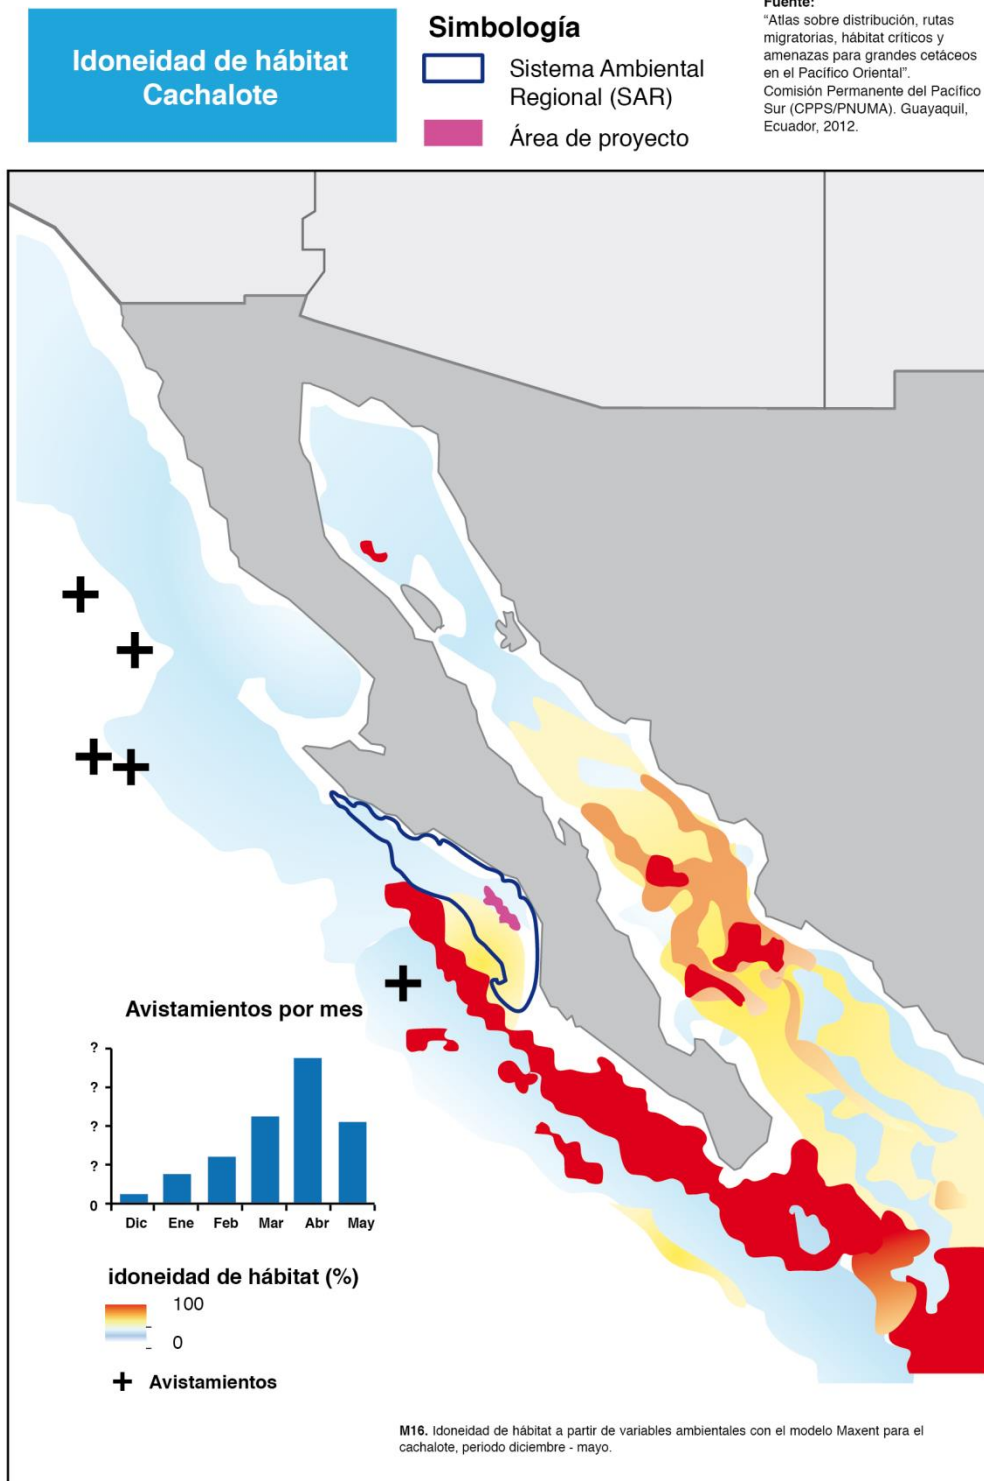 Idoneidad de hábitat
Cachalote
Simbología
Sistema Ambiental
Regional (SAR)
Área de proyecto
Fuente:
“Atlas sobre distribución, rutas
migratorias, hábitat críticos y
amenazas para grandes cetáceos
en el Pacífico Oriental”.
Comisión Permanente del Pacífico
Sur (CPPS/PNUMA). Guayaquil,
Ecuador, 2012.
Avistamientos por mes
?
?
?
?
0
Dic Ene Feb Mar Abr May
idoneidad de hábitat (%)
100
0
Avistamientos
M16. Idoneidad de hábitat a partir de variables ambientales con el modelo Maxent para el
cachalote, periodo diciembre - mayo.